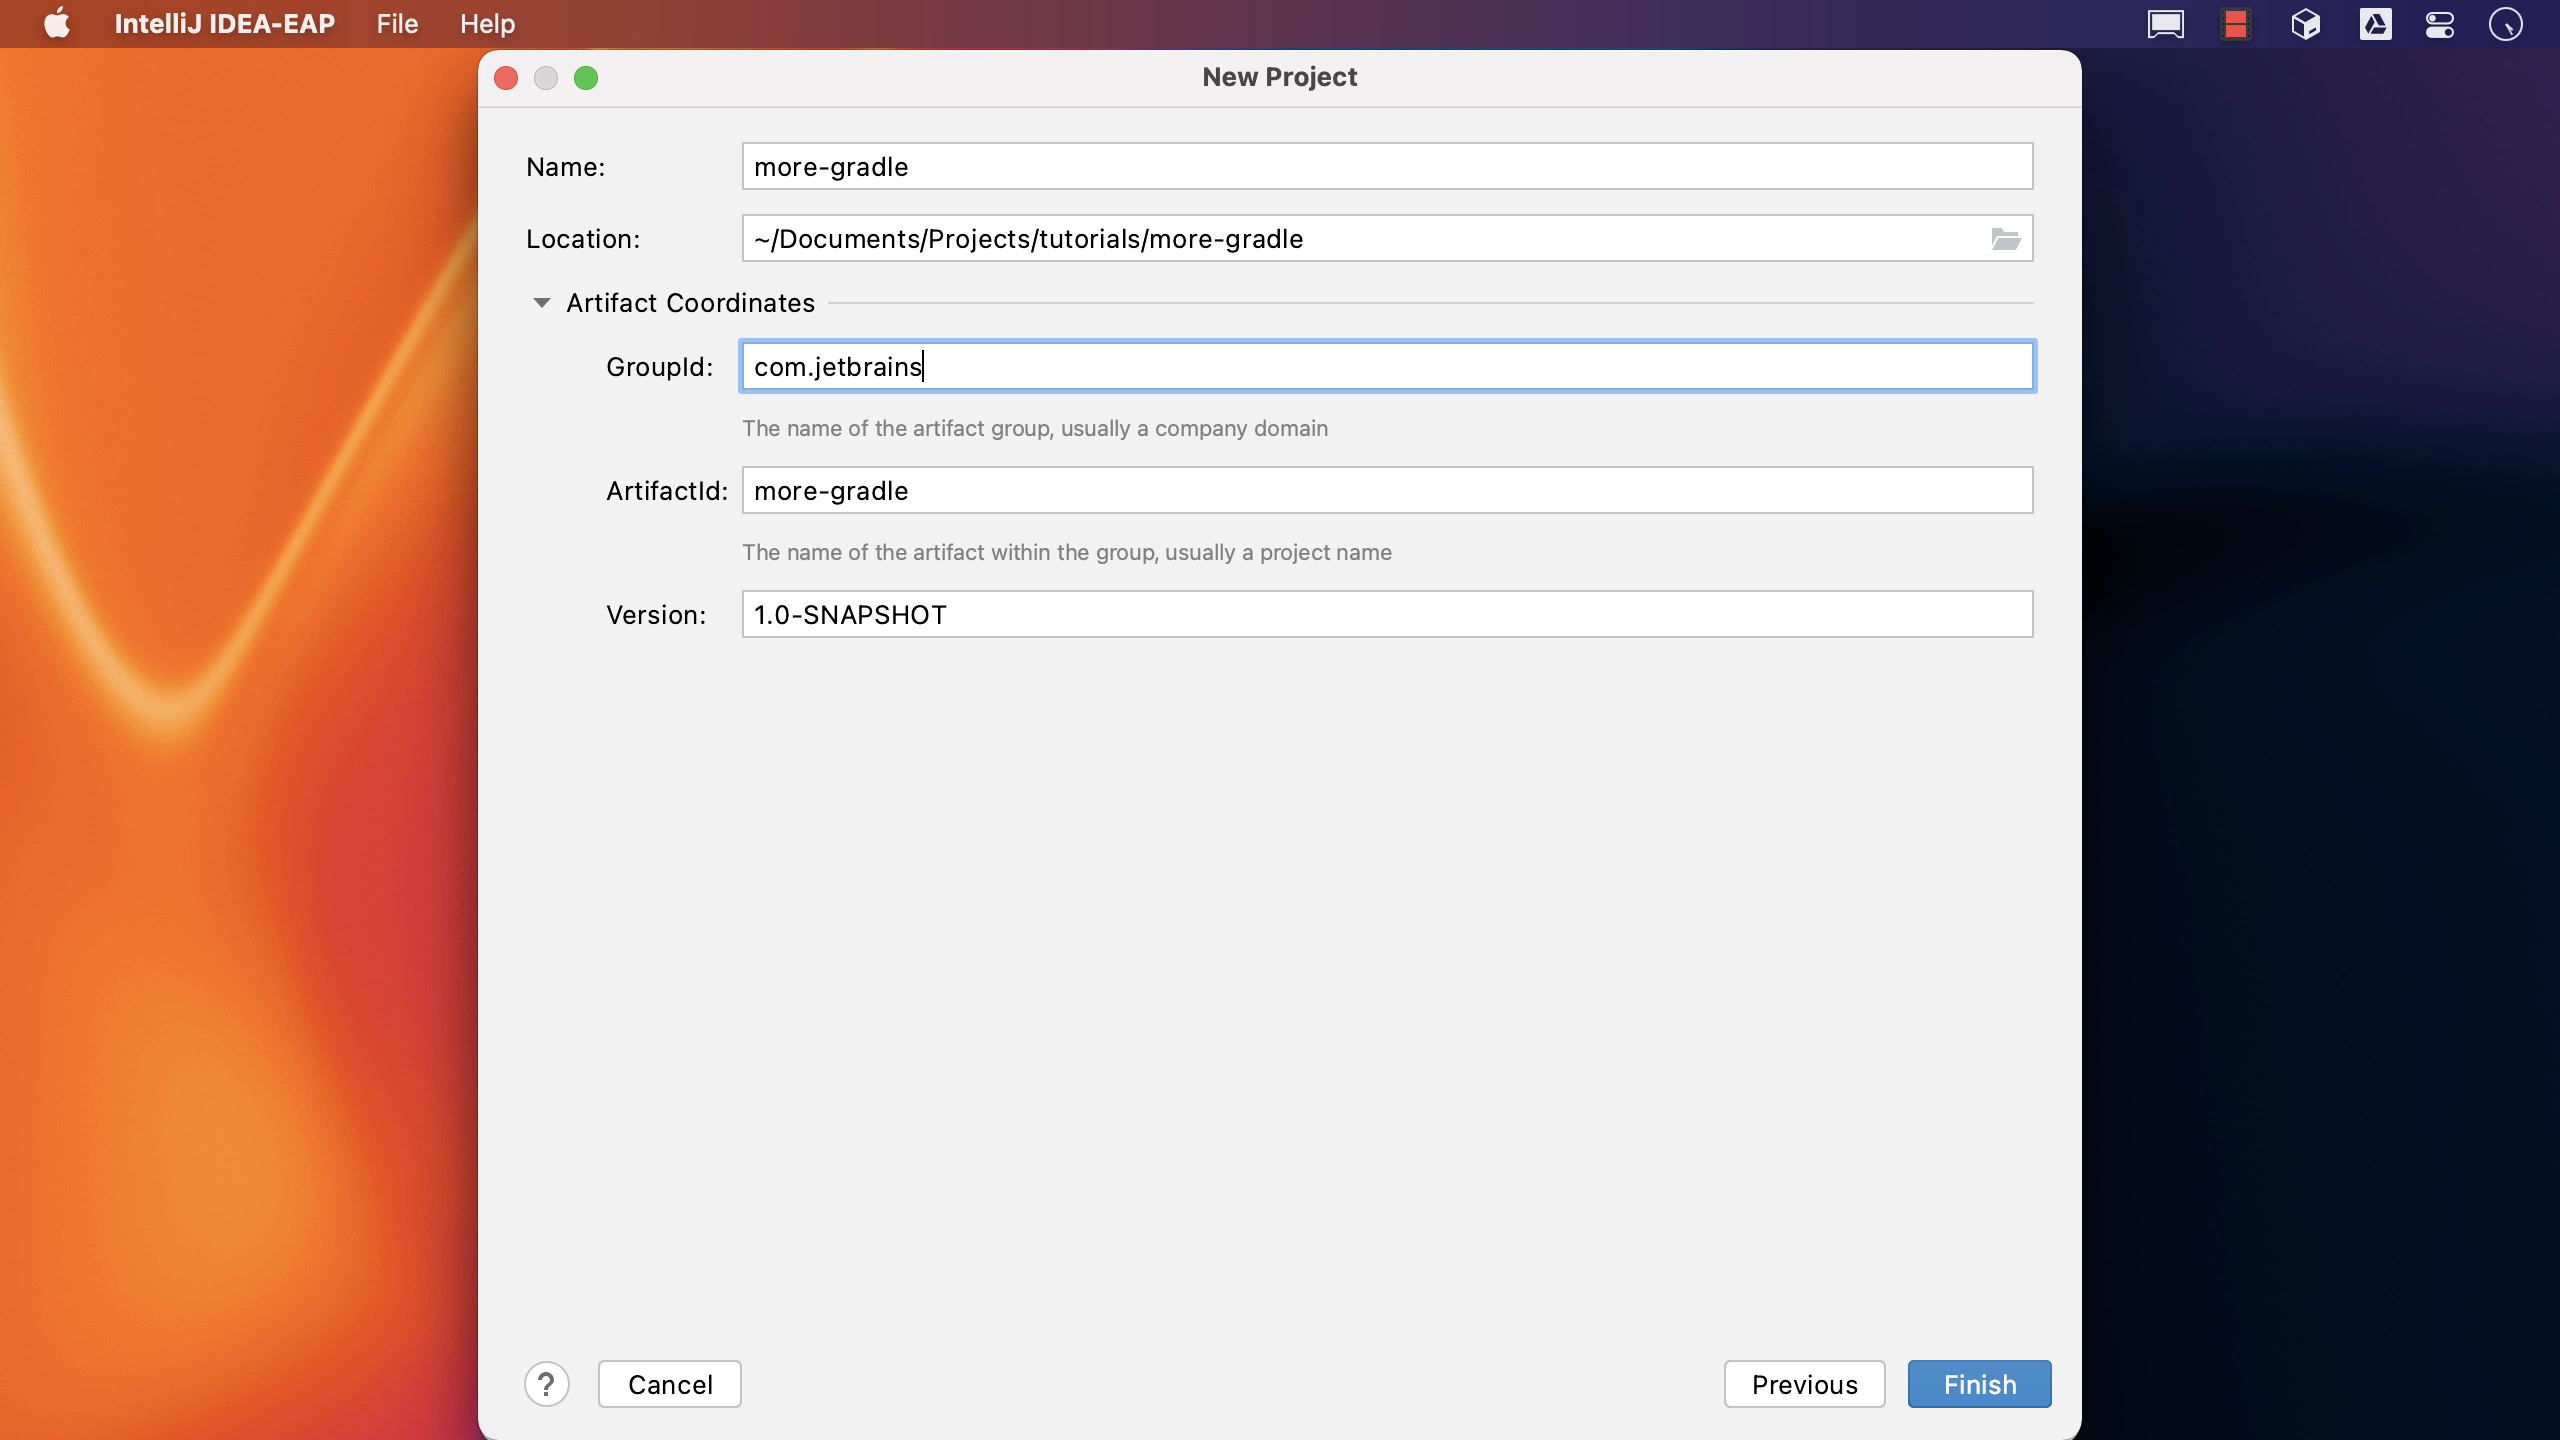 IntelliJ IDEA-EAP File Help
New Project
Name: more-gradle
Location: ~/Documents/Projects/tutorials/more-gradle
Artifact Coordinates
GroupId: com.jetbrains
The name of the artifact group, usually a company domain
ArtifactId: more-gradle
The name of the artifact within the group, usually a project name
Version: 1.0-SNAPSHOT
? Cancel Previous Finish